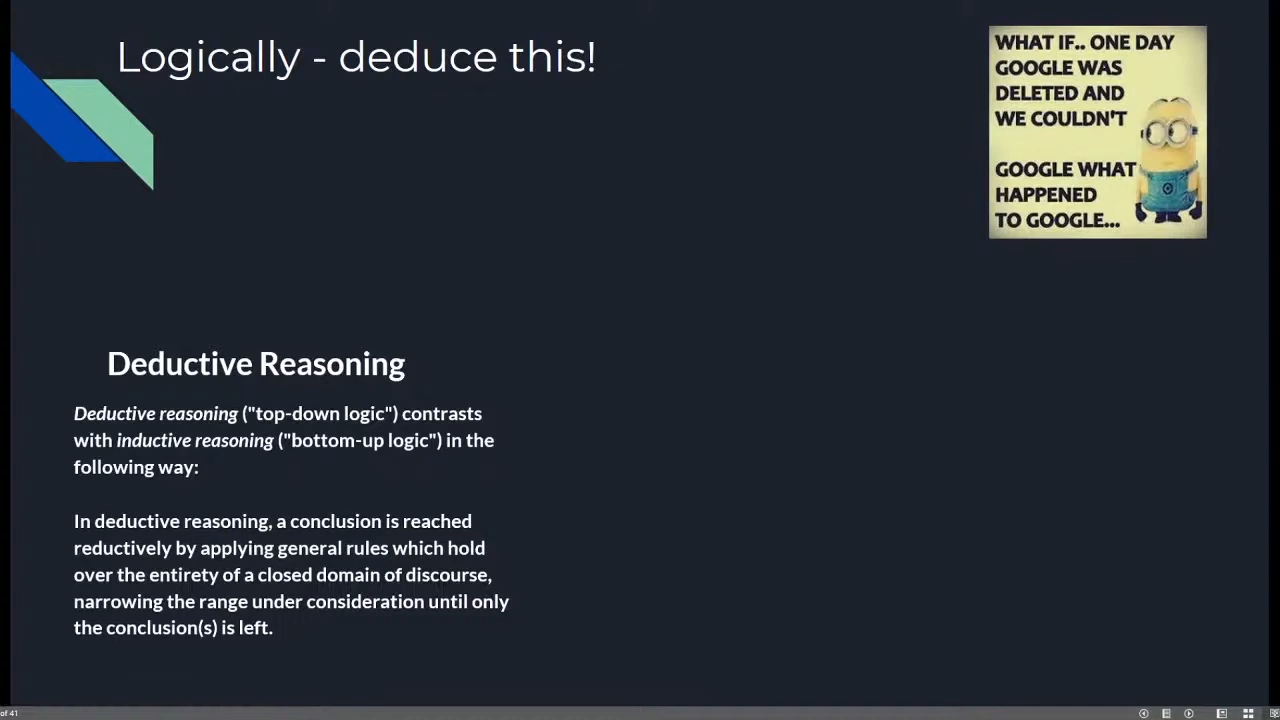 Logically - deduce this!
WHAT IF.. ONE DAY
GOOGLE WAS
DELETED AND
WE COULDN'T
GOOGLE WHAT
HAPPENED
TO GOOGLE...
Deductive Reasoning
Deductive reasoning ("top-down logic") contrasts
with inductive reasoning ("bottom-up logic") in the
following way:
In deductive reasoning, a conclusion is reached
reductively by applying general rules which hold
over the entirety of a closed domain of discourse,
narrowing the range under consideration until only
the conclusion(s) is left.
of 41